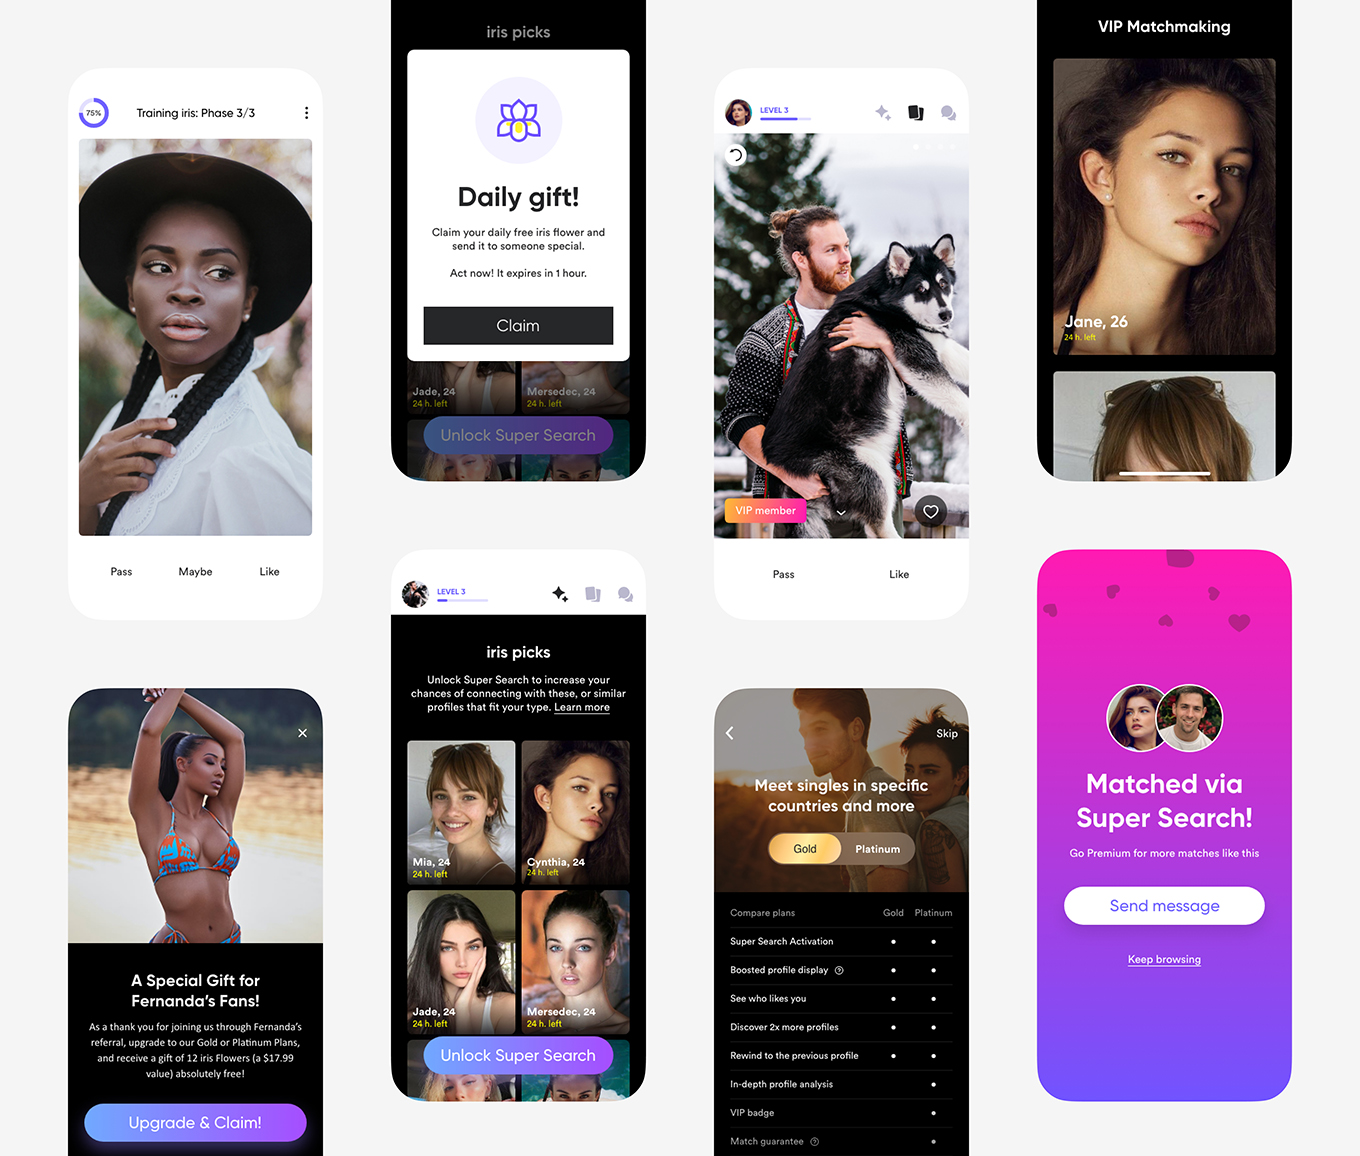 75%
Training iris: Phase 3/3
Pass
Maybe
Like
iris picks
Daily gift!
Claim your daily free iris flower and
send it to someone special.
Act now! It expires in 1 hour.
Claim
Jade, 24
24 h. left
Mersedec, 24
24 h. left
Unlock Super Search
LEVEL 3
VIP member
Pass
Like
VIP Matchmaking
Jane, 26
24 h. left
A Special Gift for
Fernanda’s Fans!
As a thank you for joining us through Fernanda’s
referral, upgrade to our Gold or Platinum Plans,
and receive a gift of 12 iris Flowers (a $17.99
value) absolutely free!
Upgrade & Claim!
LEVEL 3
iris picks
Unlock Super Search to increase your
chances of connecting with these, or similar
profiles that fit your type. Learn more
Mia, 24
24 h. left
Cynthia, 24
24 h. left
Jade, 24
24 h. left
Mersedec, 24
24 h. left
Unlock Super Search
Skip
Meet singles in specific
countries and more
Gold
Platinum
Compare plans
Gold
Platinum
Super Search Activation
Boosted profile display ?
See who likes you
Discover 2x more profiles
Rewind to the previous profile
In-depth profile analysis
VIP badge
Match guarantee ?
Matched via
Super Search!
Go Premium for more matches like this
Send message
Keep browsing